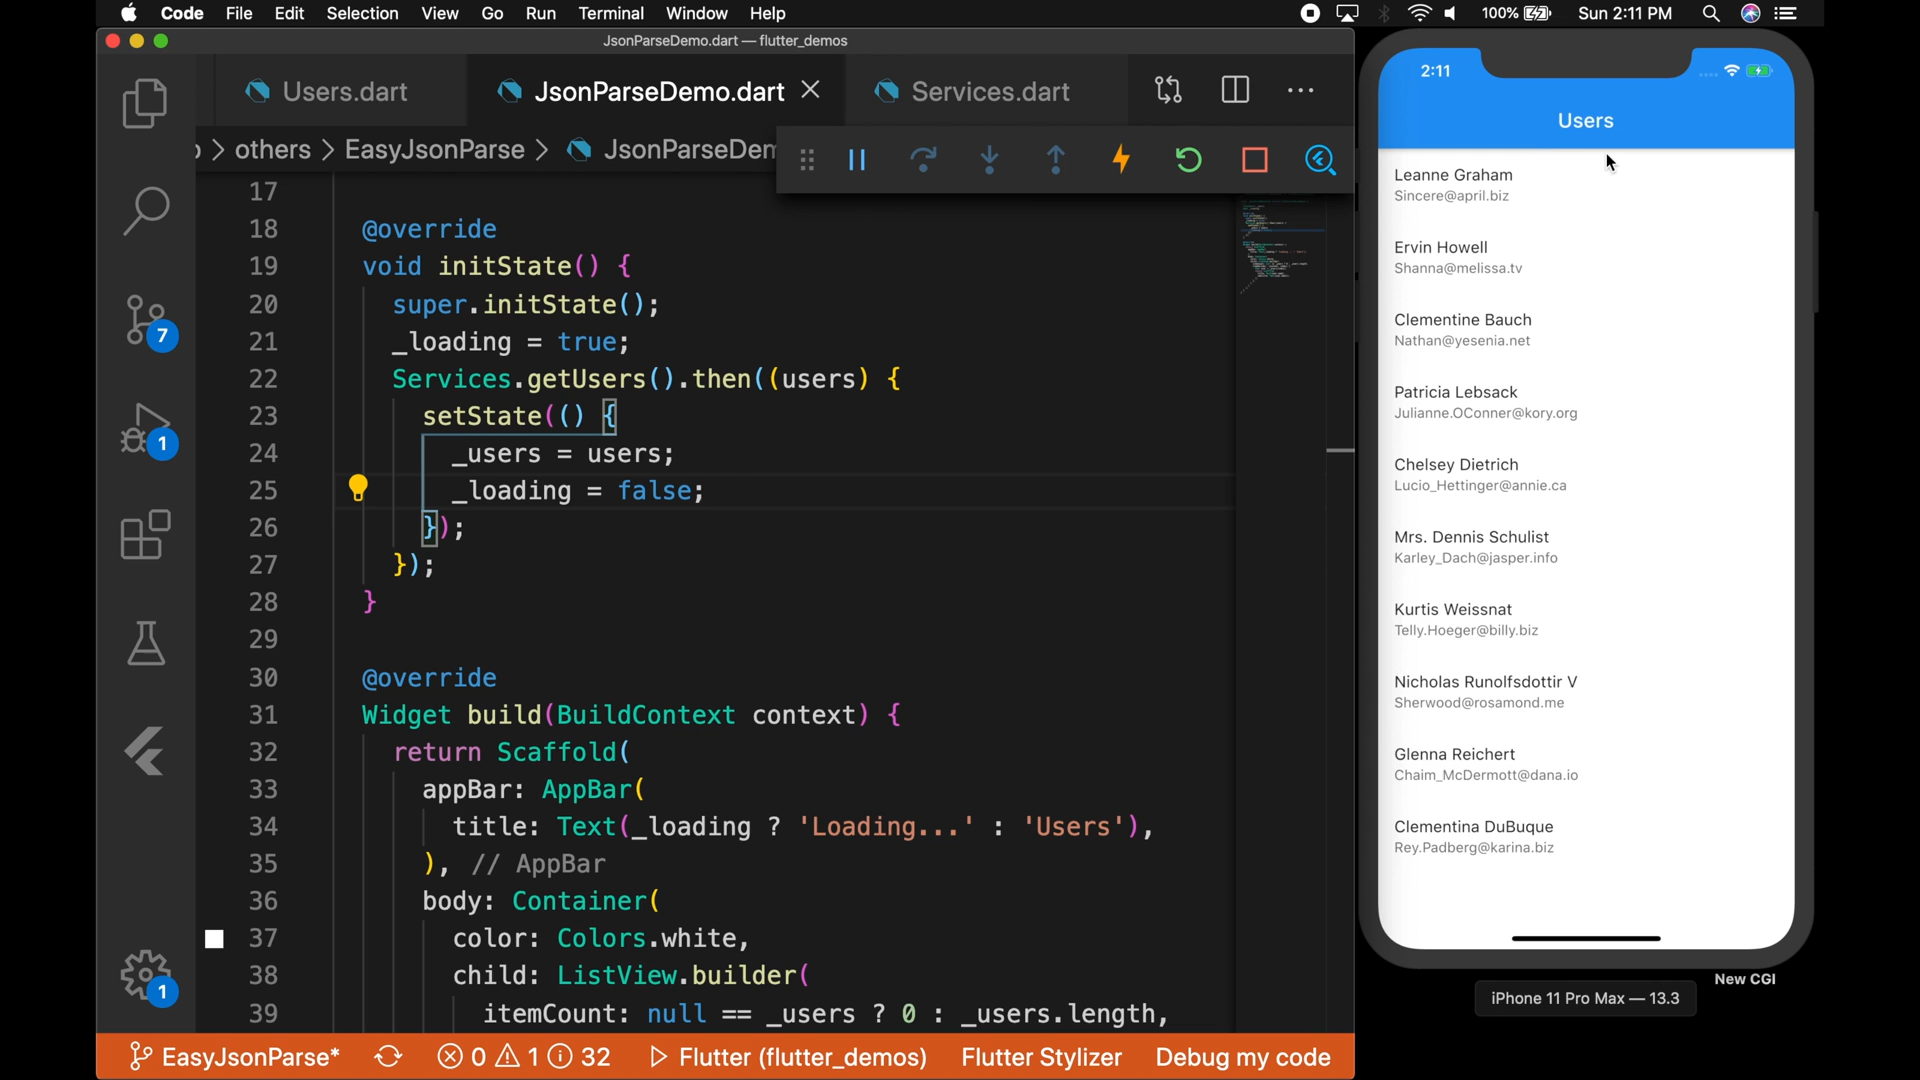 Code File Edit Selection View Go Run Terminal Window Help 100% Sun 2:11 PM
JsonParseDemo.dart — flutter_demos
Users.dart JsonParseDemo.dart Services.dart
others > EasyJsonParse > JsonParseDem
17
18 @override
19 void initState() {
20 super.initState();
21 _loading = true;
22 Services.getUsers().then((users) {
23 setState(() {
24 _users = users;
25 _loading = false;
26 });
27 });
28 }
29
30 @override
31 Widget build(BuildContext context) {
32 return Scaffold(
33 appBar: AppBar(
34 title: Text(_loading ? 'Loading...' : 'Users'),
35 ), // AppBar
36 body: Container(
37 color: Colors.white,
38 child: ListView.builder(
39 itemCount: null == _users ? 0 : _users.length,
7
1
1
EasyJsonParse* 0 1 32 Flutter (flutter_demos) Flutter Stylizer Debug my code
2:11
Users
Leanne Graham
Sincere@april.biz
Ervin Howell
Shanna@melissa.tv
Clementine Bauch
Nathan@yesenia.net
Patricia Lebsack
Julianne.OConner@kory.org
Chelsey Dietrich
Lucio_Hettinger@annie.ca
Mrs. Dennis Schulist
Karley_Dach@jasper.info
Kurtis Weissnat
Telly.Hoeger@billy.biz
Nicholas Runolfsdottir V
Sherwood@rosamond.me
Glenna Reichert
Chaim_McDermott@dana.io
Clementina DuBuque
Rey.Padberg@karina.biz
New CGI
iPhone 11 Pro Max — 13.3